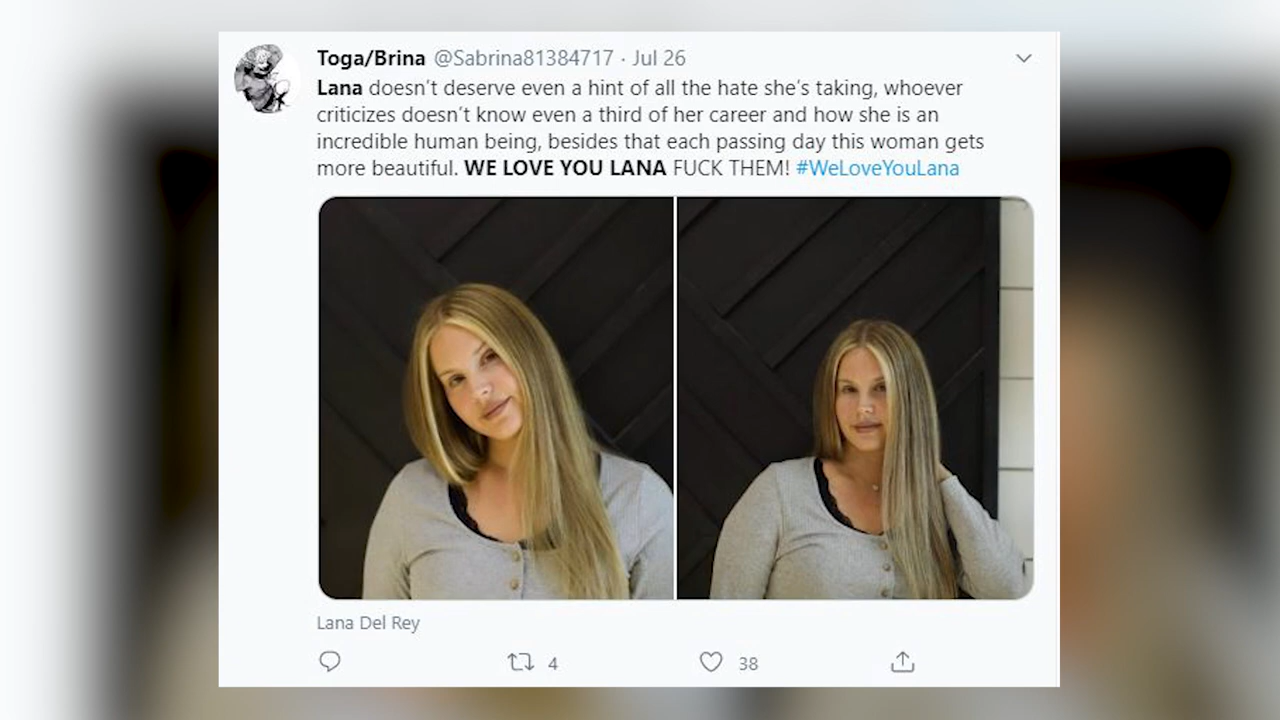 Toga/Brina @Sabrina81384717 · Jul 26
Lana doesn't deserve even a hint of all the hate she's taking, whoever
criticizes doesn't know even a third of her career and how she is an
incredible human being, besides that each passing day this woman gets
more beautiful. WE LOVE YOU LANA FUCK THEM! #WeLoveYouLana
Lana Del Rey
4 38